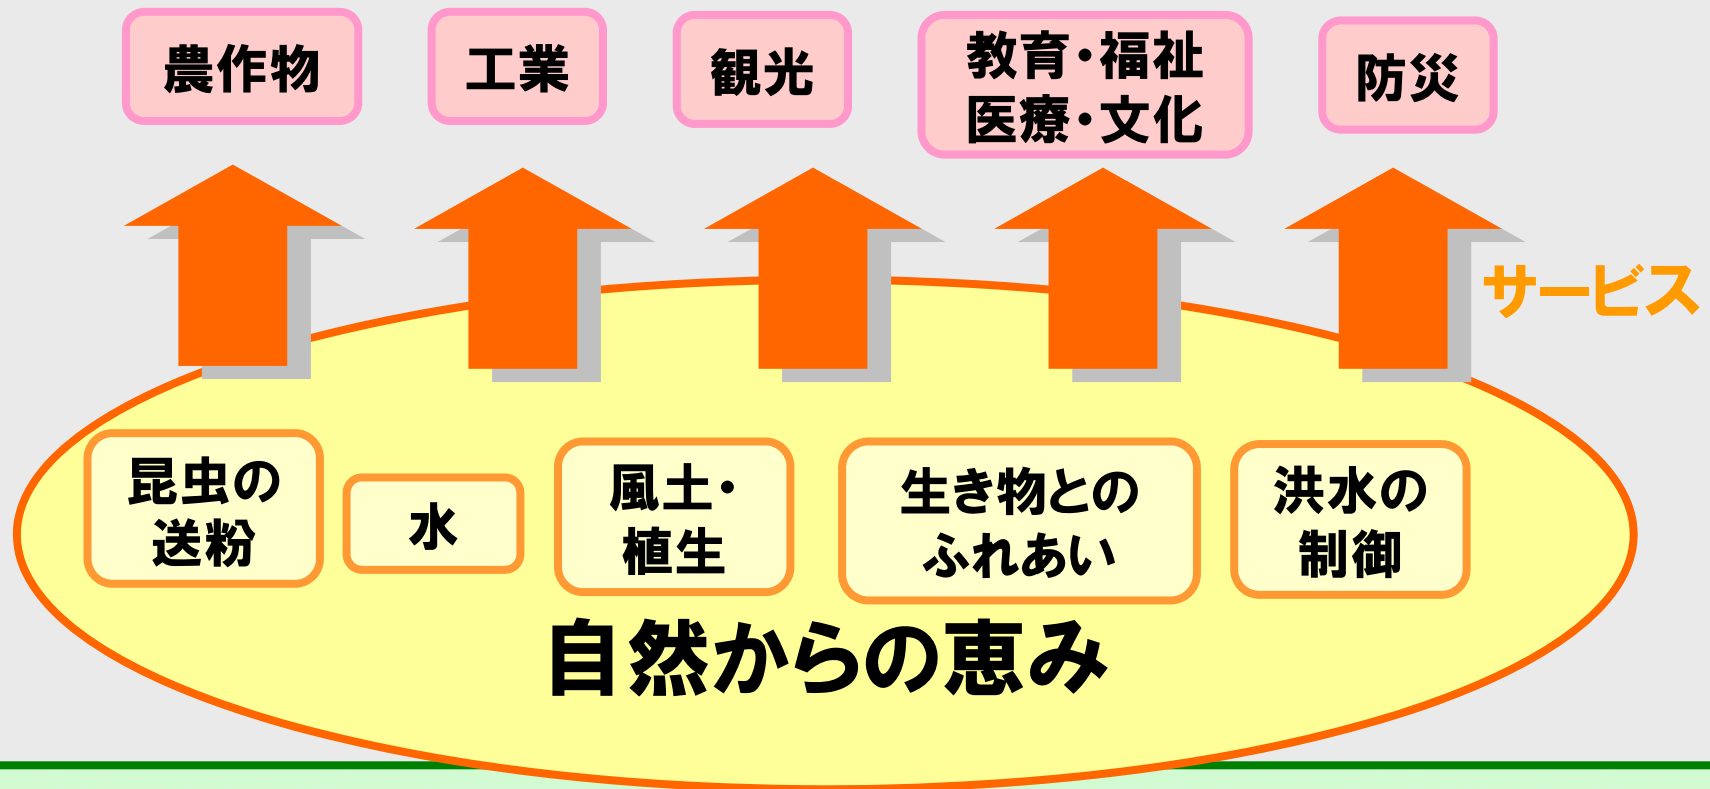 農作物
工業
観光
教育・福祉
医療・文化
防災
サービス
昆虫の
送粉
水
風土・
植生
生き物との
ふれあい
洪水の
制御
自然からの恵み